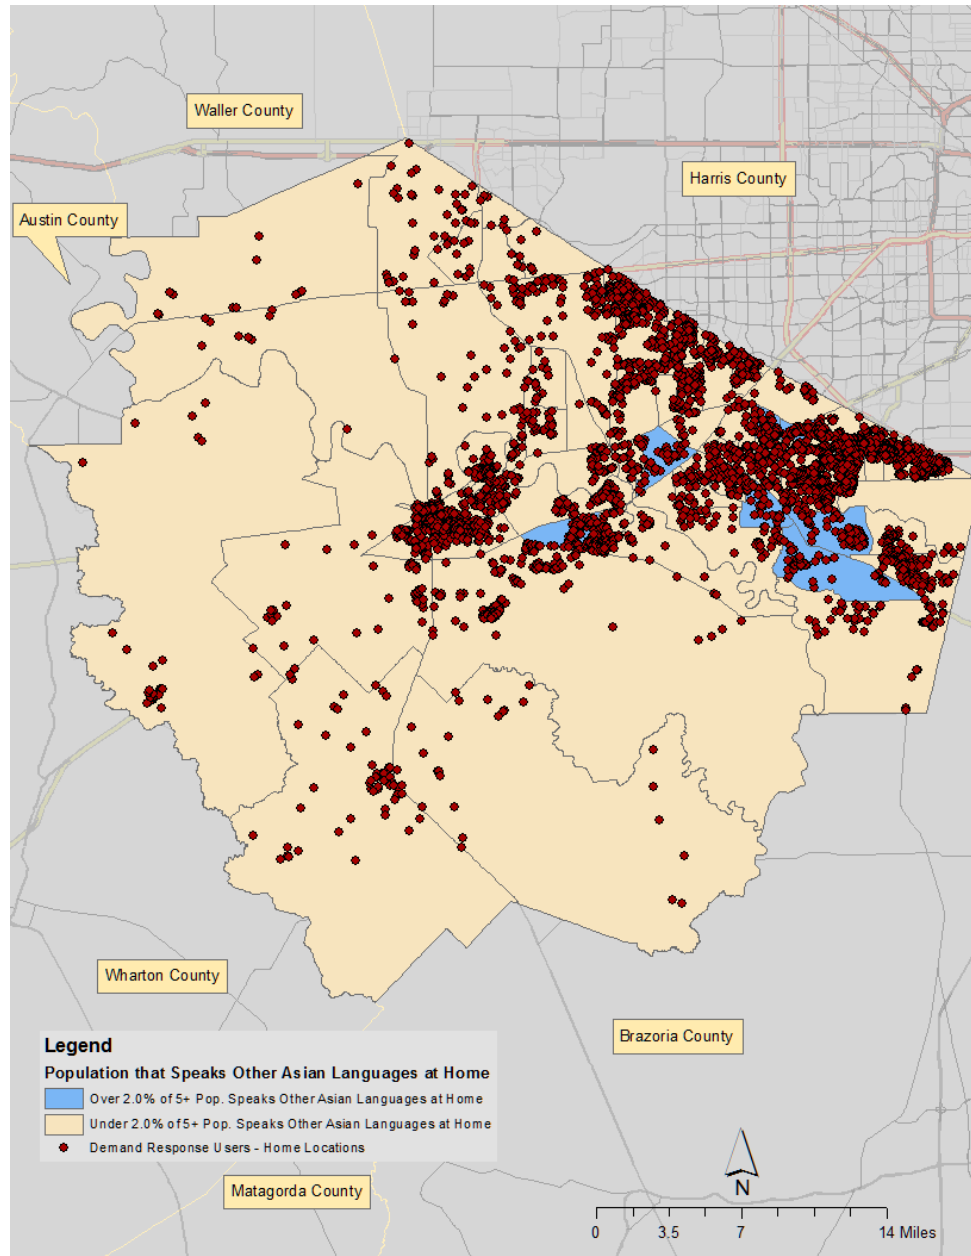 Waller County
Harris County
Austin County
Wharton County
Brazoria County
Legend
Population that Speaks Other Asian Languages at Home
Over 2.0% of 5+ Pop. Speaks Other Asian Languages at Home
Under 2.0% of 5+ Pop. Speaks Other Asian Languages at Home
Demand Response Users - Home Locations
Matagorda County
N
0 3.5 7 14 Miles